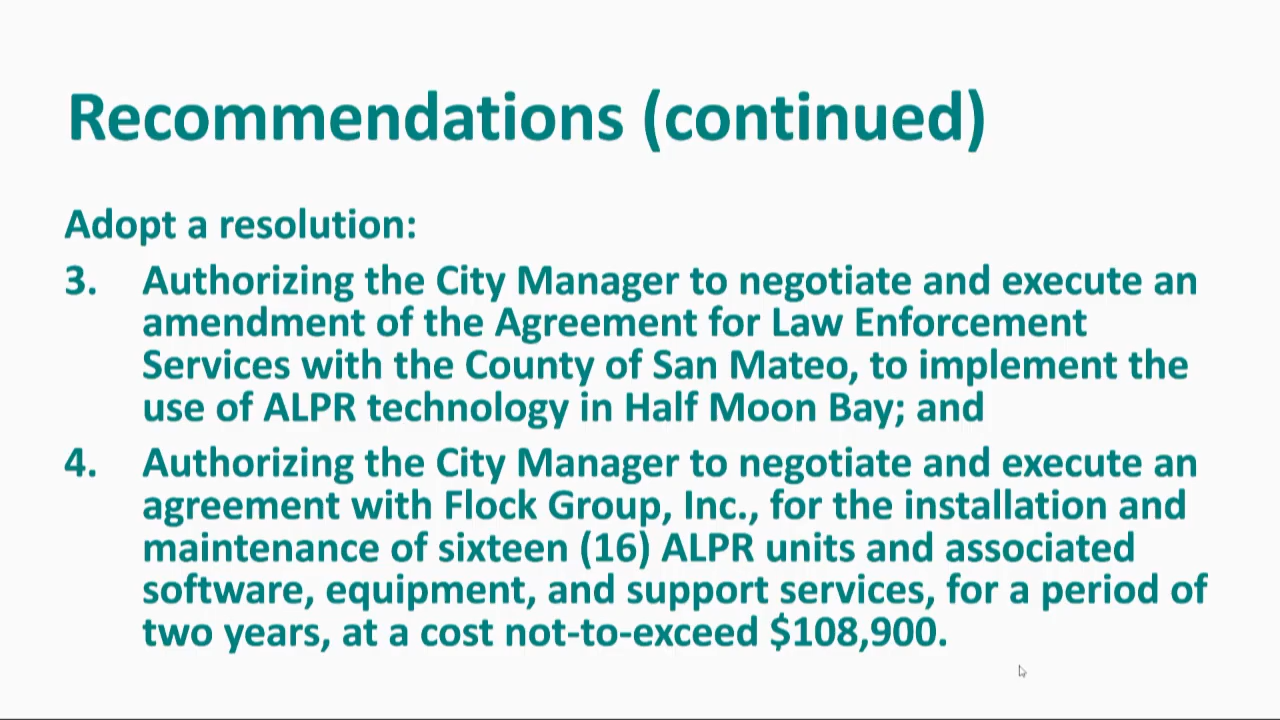 Recommendations (continued)
Adopt a resolution:
3. Authorizing the City Manager to negotiate and execute an
amendment of the Agreement for Law Enforcement
Services with the County of San Mateo, to implement the
use of ALPR technology in Half Moon Bay; and
4. Authorizing the City Manager to negotiate and execute an
agreement with Flock Group, Inc., for the installation and
maintenance of sixteen (16) ALPR units and associated
software, equipment, and support services, for a period of
two years, at a cost not-to-exceed $108,900.